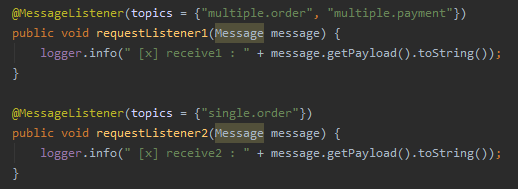 @MessageListener(topics = {"multiple.order", "multiple.payment"})
public void requestListener1(Message message) {
    logger.info(" [x] receive1 : " + message.getPayload().toString());
}
@MessageListener(topics = {"single.order"})
public void requestListener2(Message message) {
    logger.info(" [x] receive2 : " + message.getPayload().toString());
}